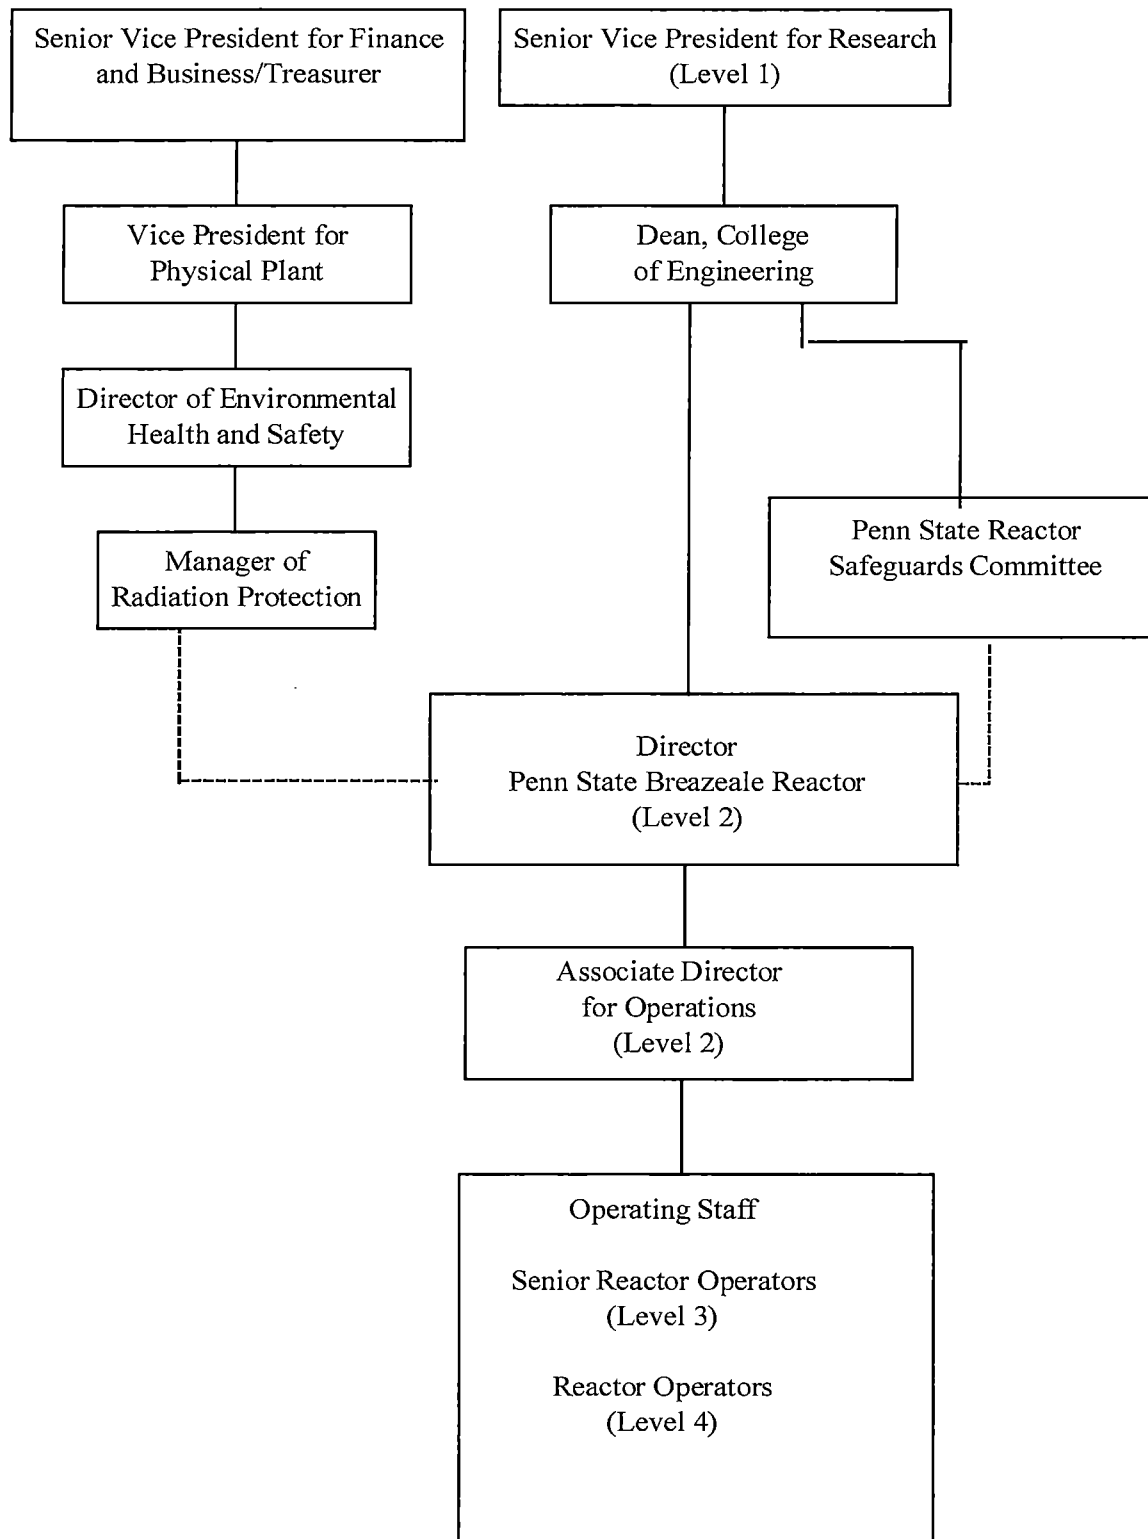 Senior Vice President for Finance
and Business/Treasurer
Senior Vice President for Research
(Level 1)
Vice President for
Physical Plant
Dean, College
of Engineering
Director of Environmental
Health and Safety
Manager of
Radiation Protection
Penn State Reactor
Safeguards Committee
Director
Penn State Breazeale Reactor
(Level 2)
Associate Director
for Operations
(Level 2)
Operating Staff
Senior Reactor Operators
(Level 3)
Reactor Operators
(Level 4)